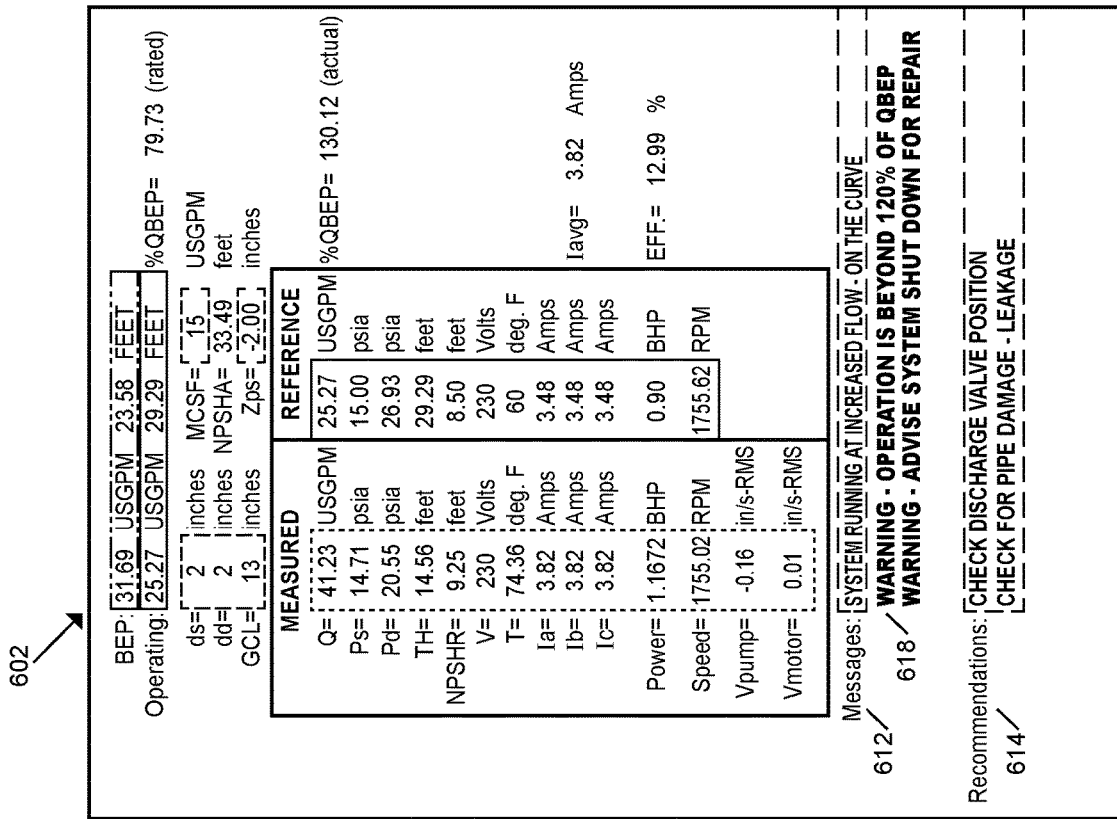 602
BEP: 31.69 USGPM 23.58 FEET
Operating: 25.27 USGPM 29.29 FEET %QBEP= 79.73 (rated)
ds= 2 inches MCSF= 15 USGPM
dd= 2 inches NPSHA= 33.49 feet
GCL= 13 inches Zps= -2.00 inches
MEASURED REFERENCE
Q= 41.23 USGPM 25.27 USGPM %QBEP= 130.12 (actual)
Ps= 14.71 psia 15.00 psia
Pd= 20.55 psia 26.93 psia
TH= 14.56 feet 29.29 feet
NPSHR= 9.25 feet 8.50 feet
V= 230 Volts 230 Volts
T= 74.36 deg. F 60 deg. F
Ia= 3.82 Amps 3.48 Amps
Ib= 3.82 Amps 3.48 Amps Iavg= 3.82 Amps
Ic= 3.82 Amps 3.48 Amps
Power= 1.1672 BHP 0.90 BHP EFF.= 12.99 %
Speed= 1755.02 RPM 1755.62 RPM
Vpump= -0.16 in/s-RMS
Vmotor= 0.01 in/s-RMS
Messages: SYSTEM RUNNING AT INCREASED FLOW - ON THE CURVE
612
WARNING - OPERATION IS BEYOND 120% OF QBEP
618 WARNING - ADVISE SYSTEM SHUT DOWN FOR REPAIR
Recommendations: CHECK DISCHARGE VALVE POSITION
614 CHECK FOR PIPE DAMAGE - LEAKAGE